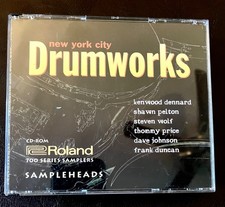 new york city
Drumworks
kenwood dennard
shawn pelton
steven wolf
thommy price
dave johnson
frank duncan
CD-ROM
Roland
700 SERIES SAMPLERS
SAMPLEHEADS